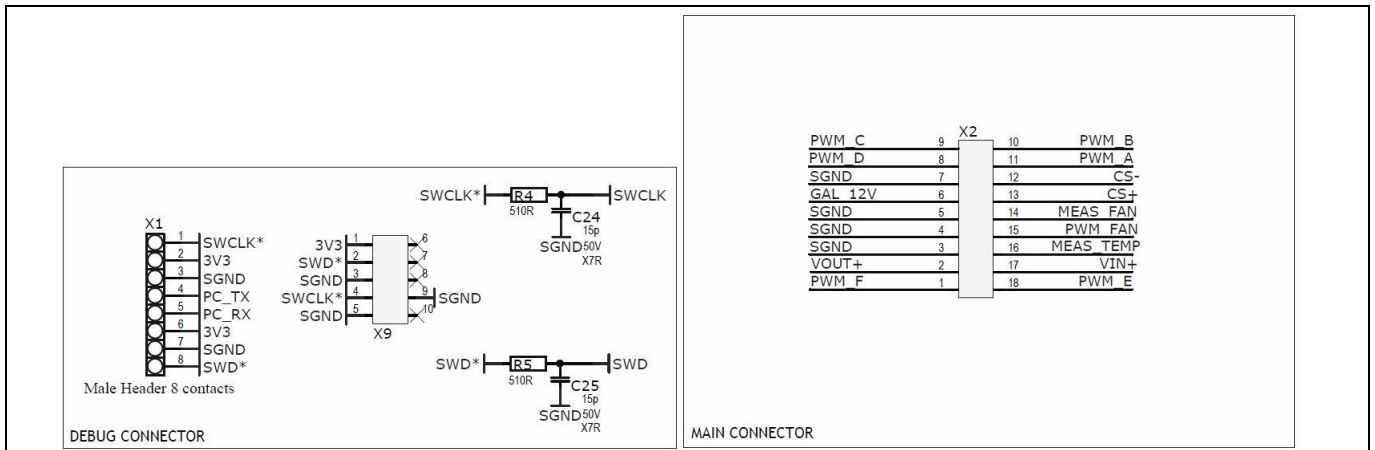 X2
PWM_C 9 10 PWM_B
PWM_D 8 11 PWM_A
SGND 7 12 CS-
GAL_12V 6 13 CS+
SGND 5 14 MEAS_FAN
SGND 4 15 PWM_FAN
SGND 3 16 MEAS_TEMP
VOUT+ 2 17 VIN+
PWM_F 1 18 PWM_E
MAIN CONNECTOR
X1
1 SWCLK*
2 3V3
3 SGND
4 PC_TX
5 PC_RX
6 3V3
7 SGND
8 SWD*
Male Header 8 contacts
3V3 1 6
SWD* 2 7
SGND 3 8
SWCLK* 4 9 SGND
SGND 5 10
X9
SWCLK* R4 SWCLK
510R
C24
15p
SGND 50V
X7R
SWD* R5 SWD
510R
C25
15p
SGND 50V
X7R
DEBUG CONNECTOR